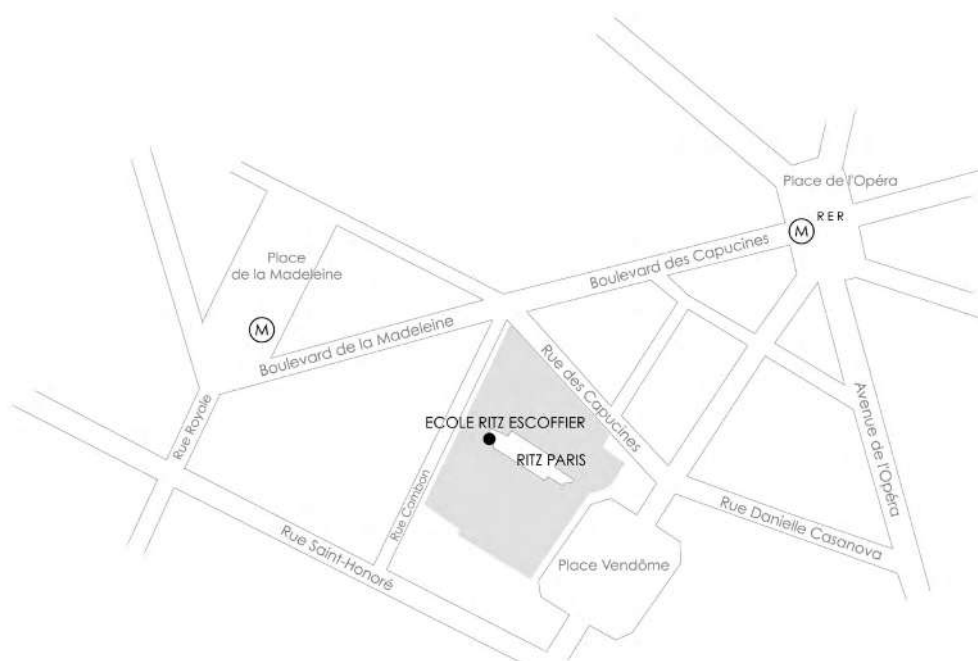 Place de l'Opéra
RER
M
Boulevard des Capucines
Place
de la Madeleine
M
Boulevard de la Madeleine
Rue des Capucines
Rue Royale
ECOLE RITZ ESCOFFIER
RITZ PARIS
Avenue de l'Opéra
Rue Cambon
Rue Danielle Casanova
Rue Saint-Honoré
Place Vendôme